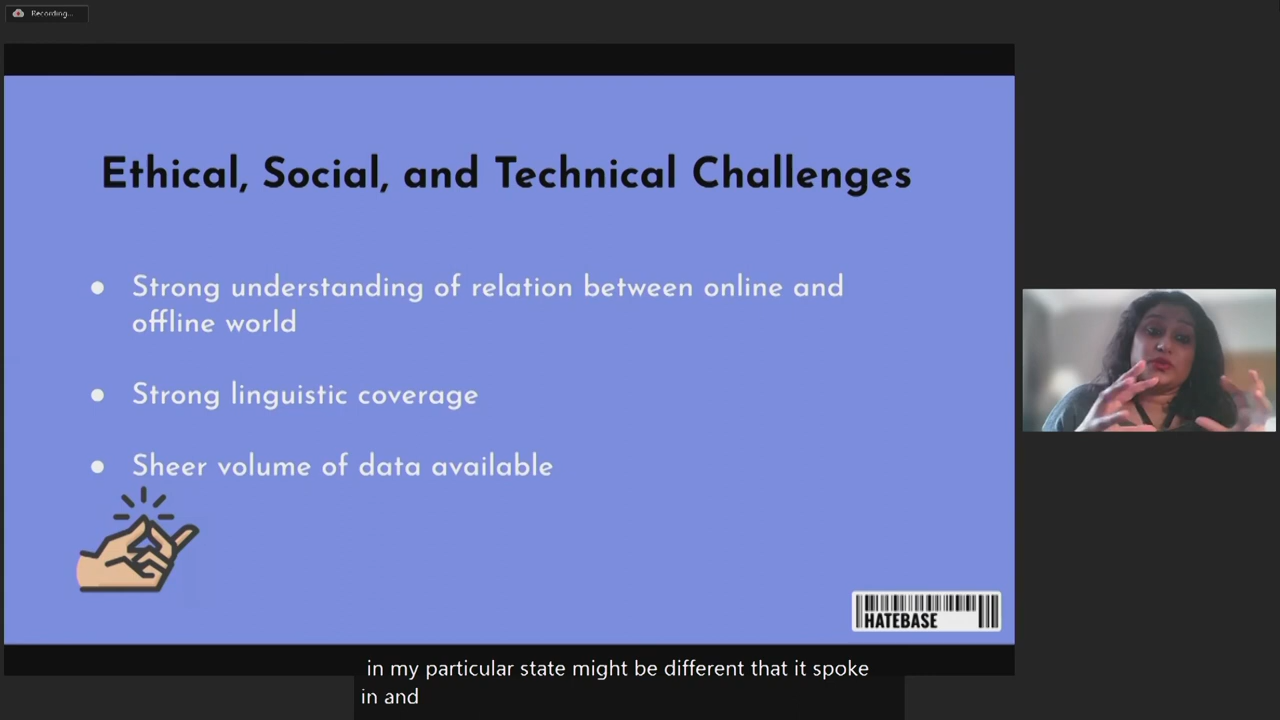 Recording...
Ethical, Social, and Technical Challenges
Strong understanding of relation between online and
offline world
Strong linguistic coverage
Sheer volume of data available
HATEBASE
in my particular state might be different that it spoke
in and